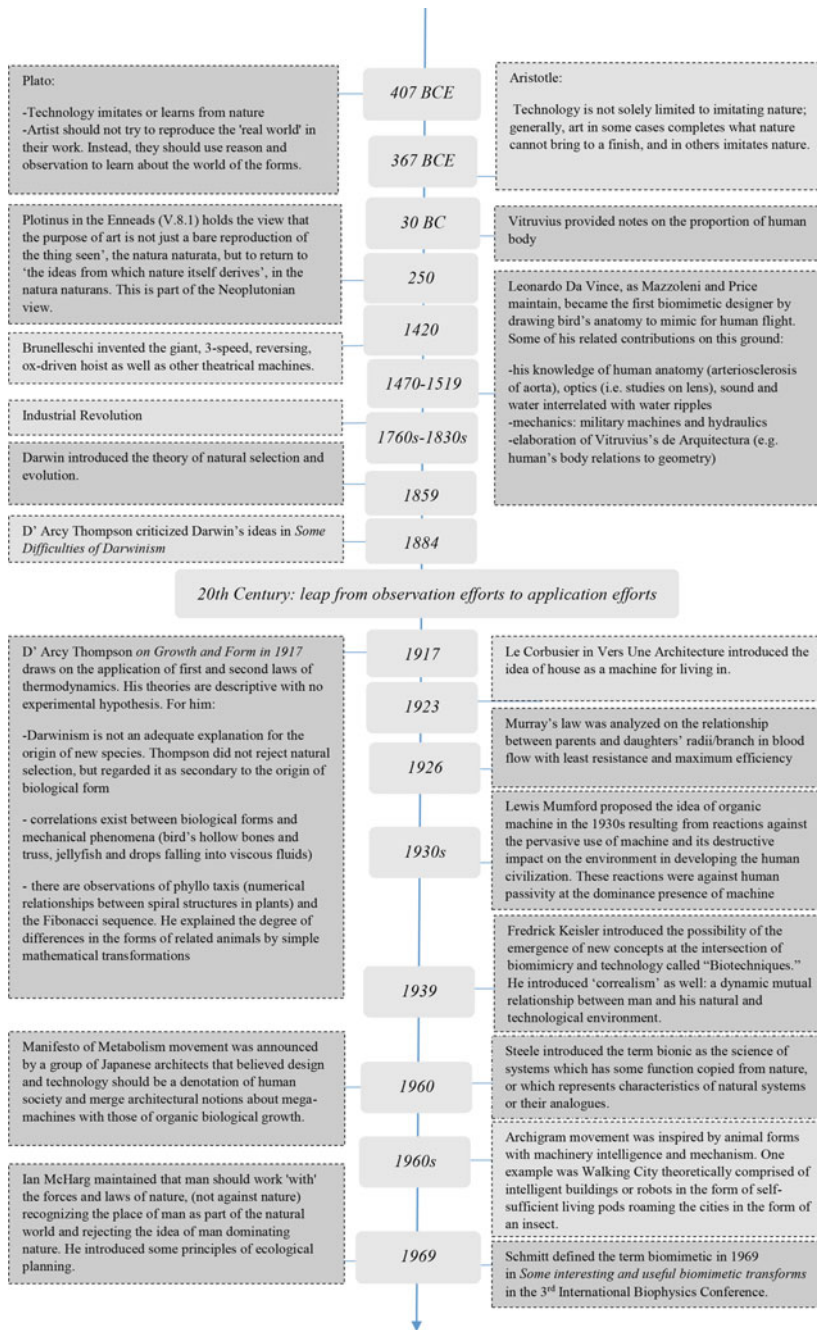 Plato:
-Technology imitates or learns from nature
-Artist should not try to reproduce the 'real world' in
their work. Instead, they should use reason and
observation to learn about the world of the forms.
407 BCE
Aristotle:
Technology is not solely limited to imitating nature;
generally, art in some cases completes what nature
cannot bring to a finish, and in others imitates nature.
367 BCE
30 BC
Vitruvius provided notes on the proportion of human
body
Plotinus in the Enneads (V.8.1) holds the view that
the purpose of art is not just a bare reproduction of
the thing seen’, the natura naturata, but to return to
‘the ideas from which nature itself derives’, in the
natura naturans. This is part of the Neoplutonian
view.
250
1420
Brunelleschi invented the giant, 3-speed, reversing,
ox-driven hoist as well as other theatrical machines.
Leonardo Da Vince, as Mazzoleni and Price
maintain, became the first biomimetic designer by
drawing bird’s anatomy to mimic for human flight.
Some of his related contributions on this ground:
-his knowledge of human anatomy (arteriosclerosis
of aorta), optics (i.e. studies on lens), sound and
water interrelated with water ripples
-mechanics: military machines and hydraulics
-elaboration of Vitruvius’s de Arquitectura (e.g.
human’s body relations to geometry)
1470-1519
Industrial Revolution
1760s-1830s
Darwin introduced the theory of natural selection and
evolution.
1859
D’ Arcy Thompson criticized Darwin’s ideas in Some
Difficulties of Darwinism
1884
20th Century: leap from observation efforts to application efforts
D’ Arcy Thompson on Growth and Form in 1917
draws on the application of first and second laws of
thermodynamics. His theories are descriptive with no
experimental hypothesis. For him:
-Darwinism is not an adequate explanation for the
origin of new species. Thompson did not reject natural
selection, but regarded it as secondary to the origin of
biological form
- correlations exist between biological forms and
mechanical phenomena (bird’s hollow bones and
truss, jellyfish and drops falling into viscous fluids)
- there are observations of phyllo taxis (numerical
relationships between spiral structures in plants) and
the Fibonacci sequence. He explained the degree of
differences in the forms of related animals by simple
mathematical transformations
1917
Le Corbusier in Vers Une Architecture introduced the
idea of house as a machine for living in.
1923
Murray’s law was analyzed on the relationship
between parents and daughters’ radii/branch in blood
flow with least resistance and maximum efficiency
1926
Lewis Mumford proposed the idea of organic
machine in the 1930s resulting from reactions against
the pervasive use of machine and its destructive
impact on the environment in developing the human
civilization. These reactions were against human
passivity at the dominance presence of machine
1930s
Fredrick Keisler introduced the possibility of the
emergence of new concepts at the intersection of
biomimicry and technology called “Biotechniques.”
He introduced ‘correalism’ as well: a dynamic mutual
relationship between man and his natural and
technological environment.
1939
Manifesto of Metabolism movement was announced
by a group of Japanese architects that believed design
and technology should be a denotation of human
society and merge architectural notions about mega-
machines with those of organic biological growth.
1960
Steele introduced the term bionic as the science of
systems which has some function copied from nature,
or which represents characteristics of natural systems
or their analogues.
1960s
Archigram movement was inspired by animal forms
with machinery intelligence and mechanism. One
example was Walking City theoretically comprised of
intelligent buildings or robots in the form of self-
sufficient living pods roaming the cities in the form of
an insect.
Ian McHarg maintained that man should work 'with'
the forces and laws of nature, (not against nature)
recognizing the place of man as part of the natural
world and rejecting the idea of man dominating
nature. He introduced some principles of ecological
planning.
1969
Schmitt defined the term biomimetic in 1969
in Some interesting and useful biomimetic transforms
in the 3rd International Biophysics Conference.